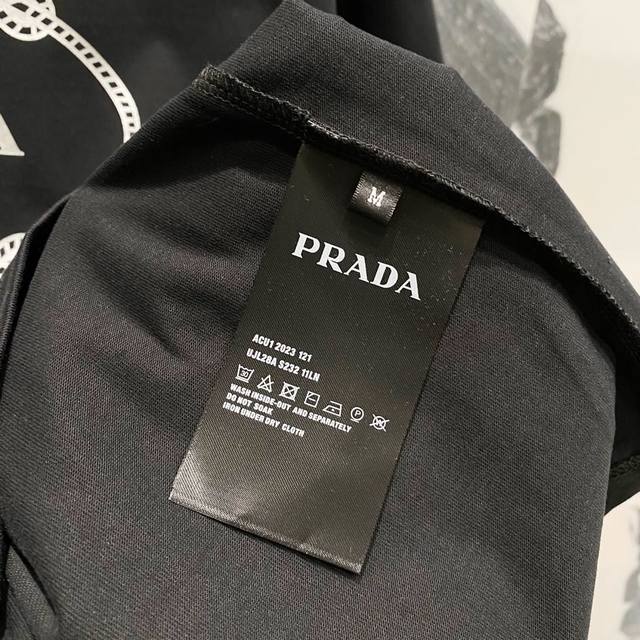 M
PRADA
ACU1 2023 121
UJL28A S232 11LN
30
WASH INSIDE-OUT AND SEPARATELY
DO NOT SOAK
IRON UNDER DRY CLOTH